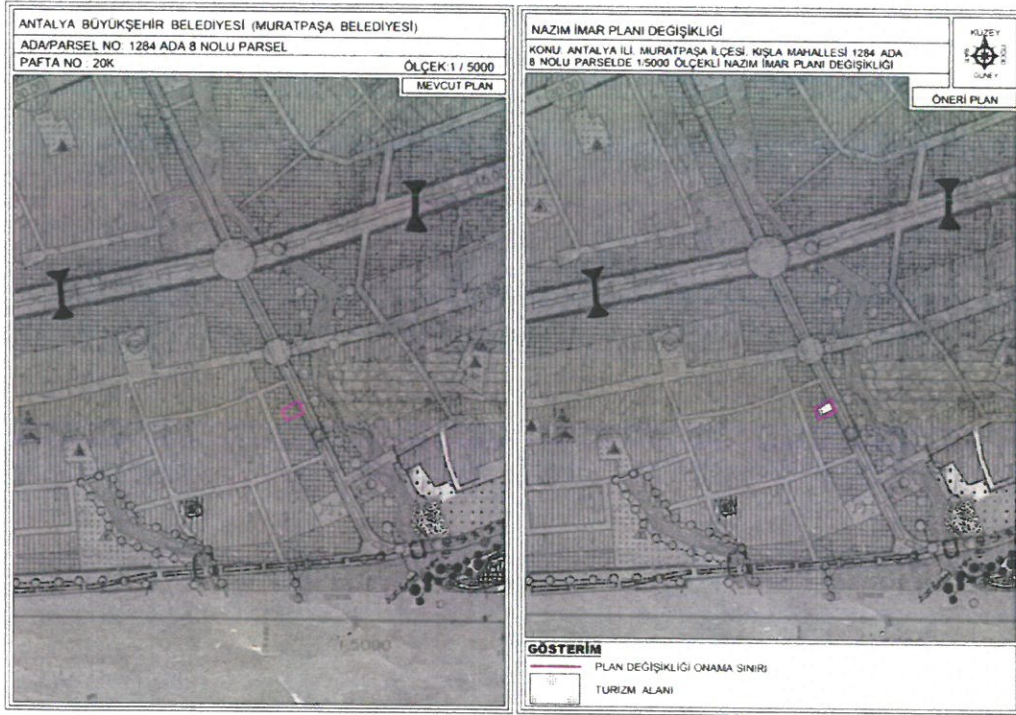 ANTALYA BÜYÜKŞEHİR BELEDİYESİ (MURATPAŞA BELEDİYESİ)
ADA/PARSEL NO: 1284 ADA 8 NOLU PARSEL
PAFTA NO : 20K
ÖLÇEK:1 / 5000
MEVCUT PLAN
1.5000
NAZIM İMAR PLANI DEĞİŞİKLİĞİ
KONU: ANTALYA İLİ, MURATPAŞA İLÇESİ, KIŞLA MAHALLESİ 1284 ADA
8 NOLU PARSELDE 1/5000 ÖLÇEKLİ NAZIM İMAR PLANI DEĞİŞİKLİĞİ
KUZEY
GÜNEY
ÖNERİ PLAN
GÖSTERİM
PLAN DEĞİŞİKLİĞİ ONAMA SINIRI
TURİZM ALANI